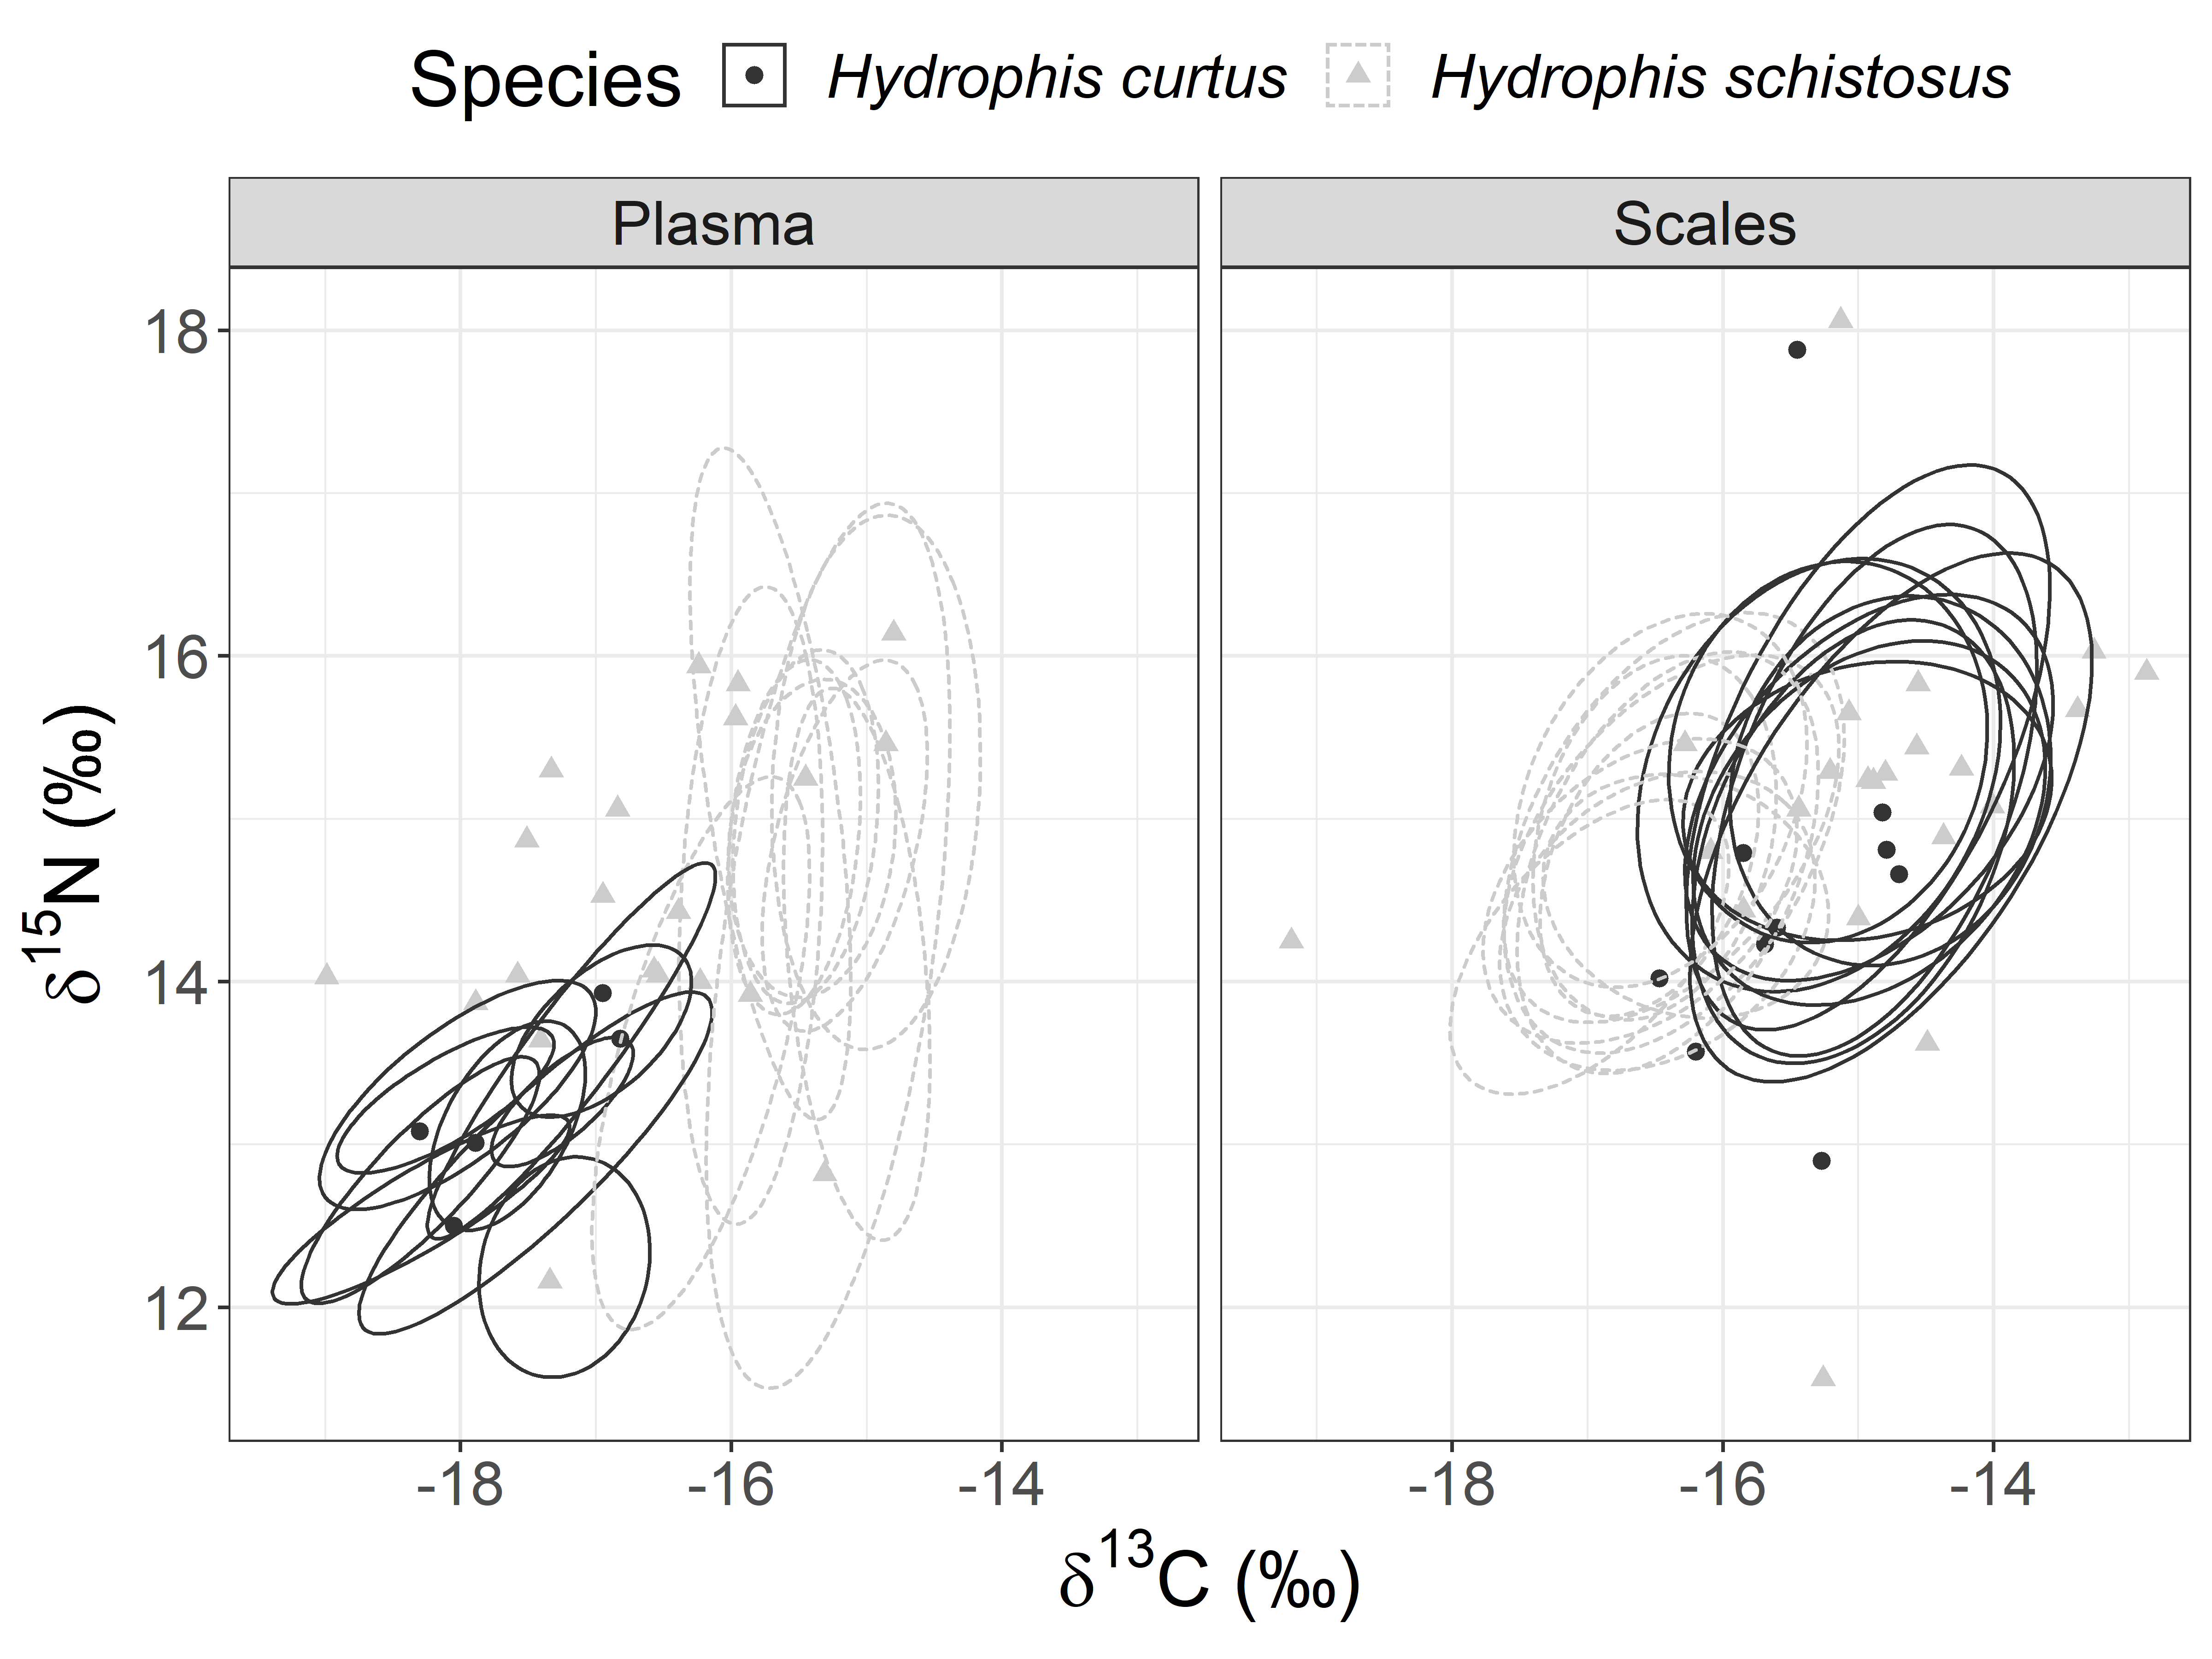 Species Hydrophis curtus Hydrophis schistosus
Plasma Scales
18
16
14
12
δ15N (‰)
-18 -16 -14 -18 -16 -14
δ13C (‰)